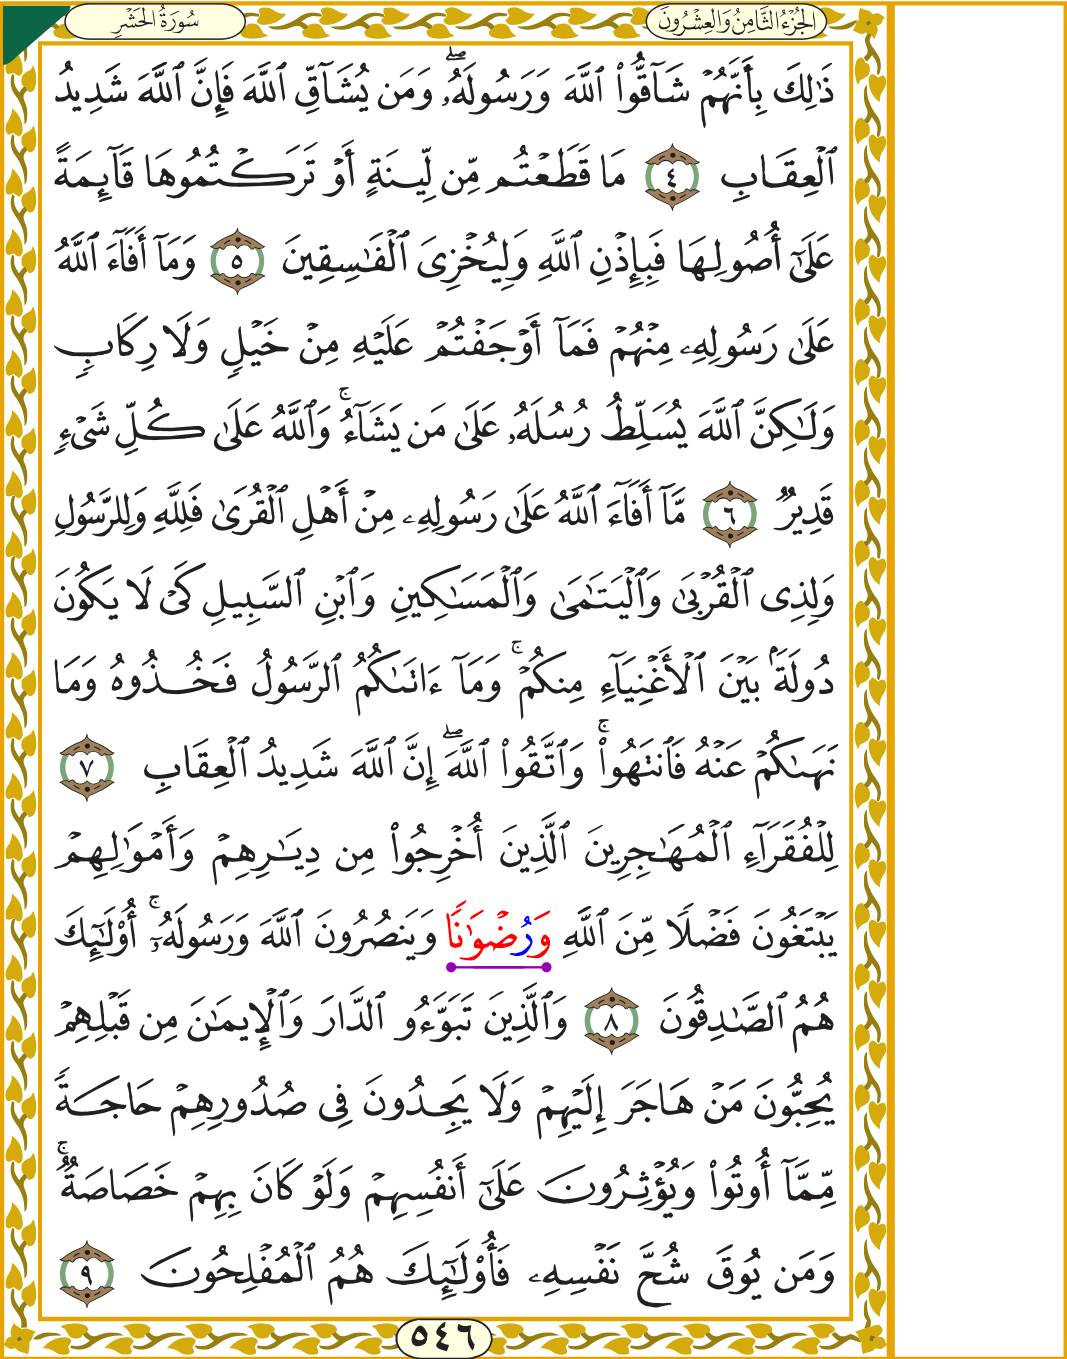 الجُزْءُ الثَّامِنُ وَالعِشْرُونَ
سُورَةُ الحَشْرِ
ذَٰلِكَ بِأَنَّهُمْ شَآقُّوا۟ ٱللَّهَ وَرَسُولَهُۥ ۖ وَمَن يُشَآقِّ ٱللَّهَ فَإِنَّ ٱللَّهَ شَدِيدُ
ٱلْعِقَابِ ٤ مَا قَطَعْتُم مِّن لِّينَةٍ أَوْ تَرَكْتُمُوهَا قَآئِمَةً
عَلَىٰٓ أُصُولِهَا فَبِإِذْنِ ٱللَّهِ وَلِيُخْزِىَ ٱلْفَٰسِقِينَ ٥ وَمَآ أَفَآءَ ٱللَّهُ
عَلَىٰ رَسُولِهِۦ مِنْهُمْ فَمَآ أَوْجَفْتُمْ عَلَيْهِ مِنْ خَيْلٍ وَلَا رِكَابٍ
وَلَٰكِنَّ ٱللَّهَ يُسَلِّطُ رُسُلَهُۥ عَلَىٰ مَن يَشَآءُ ۚ وَٱللَّهُ عَلَىٰ كُلِّ شَىْءٍ
قَدِيرٌ ٦ مَّآ أَفَآءَ ٱللَّهُ عَلَىٰ رَسُولِهِۦ مِنْ أَهْلِ ٱلْقُرَىٰ فَلِلَّهِ وَلِلرَّسُولِ
وَلِذِى ٱلْقُرْبَىٰ وَٱلْيَتَٰمَىٰ وَٱلْمَسَٰكِينِ وَٱبْنِ ٱلسَّبِيلِ كَىْ لَا يَكُونَ
دُولَةًۢ بَيْنَ ٱلْأَغْنِيَآءِ مِنكُمْ ۚ وَمَآ ءَاتَىٰكُمُ ٱلرَّسُولُ فَخُذُوهُ وَمَا
نَهَىٰكُمْ عَنْهُ فَٱنتَهُوا۟ ۚ وَٱتَّقُوا۟ ٱللَّهَ ۖ إِنَّ ٱللَّهَ شَدِيدُ ٱلْعِقَابِ ٧
لِلْفُقَرَآءِ ٱلْمُهَٰجِرِينَ ٱلَّذِينَ أُخْرِجُوا۟ مِن دِيَٰرِهِمْ وَأَمْوَٰلِهِمْ
يَبْتَغُونَ فَضْلًا مِّنَ ٱللَّهِ وَرُضْوَٰنًا وَيَنصُرُونَ ٱللَّهَ وَرَسُولَهُۥٓ ۚ أُو۟لَٰٓئِكَ
هُمُ ٱلصَّٰدِقُونَ ٨ وَٱلَّذِينَ تَبَوَّءُو ٱلدَّارَ وَٱلْإِيمَٰنَ مِن قَبْلِهِمْ
يُحِبُّونَ مَنْ هَاجَرَ إِلَيْهِمْ وَلَا يَجِدُونَ فِى صُدُورِهِمْ حَاجَةً
مِّمَّآ أُوتُوا۟ وَيُؤْثِرُونَ عَلَىٰٓ أَنفُسِهِمْ وَلَوْ كَانَ بِهِمْ خَصَاصَةٌ ۚ
وَمَن يُوقَ شُحَّ نَفْسِهِۦ فَأُو۟لَٰٓئِكَ هُمُ ٱلْمُفْلِحُونَ ٩
٥٤٦